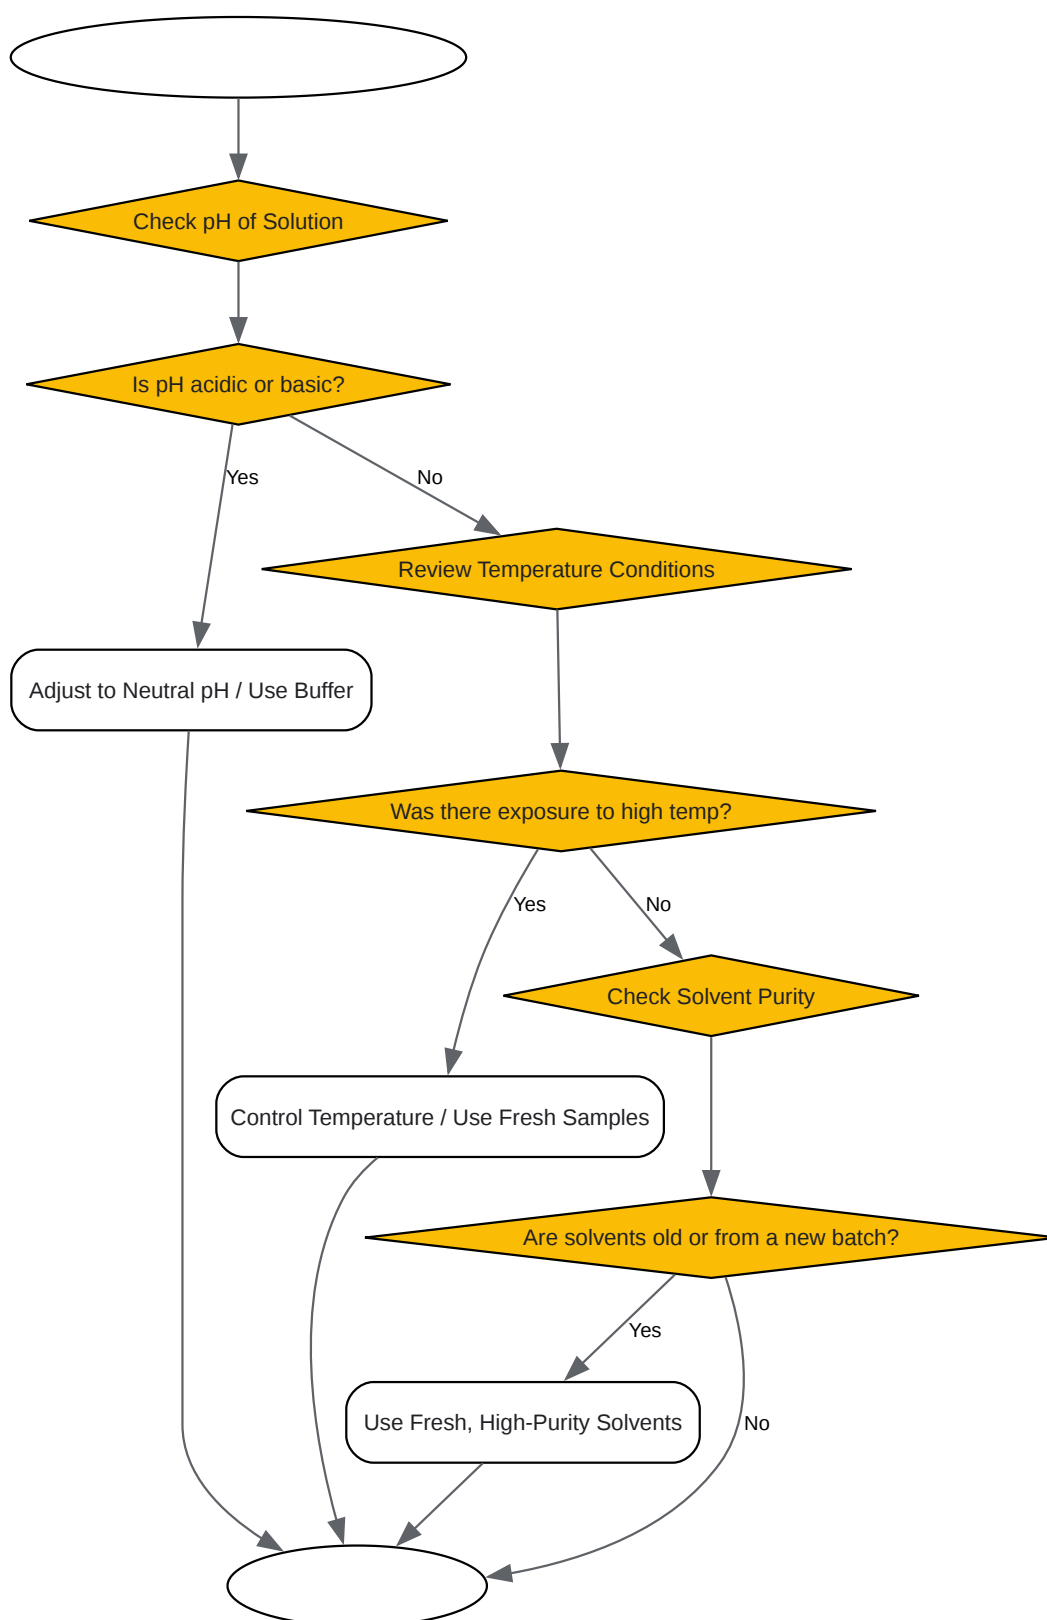 Check pH of Solution
Is pH acidic or basic?
Yes
No
Review Temperature Conditions
Adjust to Neutral pH / Use Buffer
Was there exposure to high temp?
Yes
No
Check Solvent Purity
Control Temperature / Use Fresh Samples
Are solvents old or from a new batch?
Yes
Use Fresh, High-Purity Solvents
No